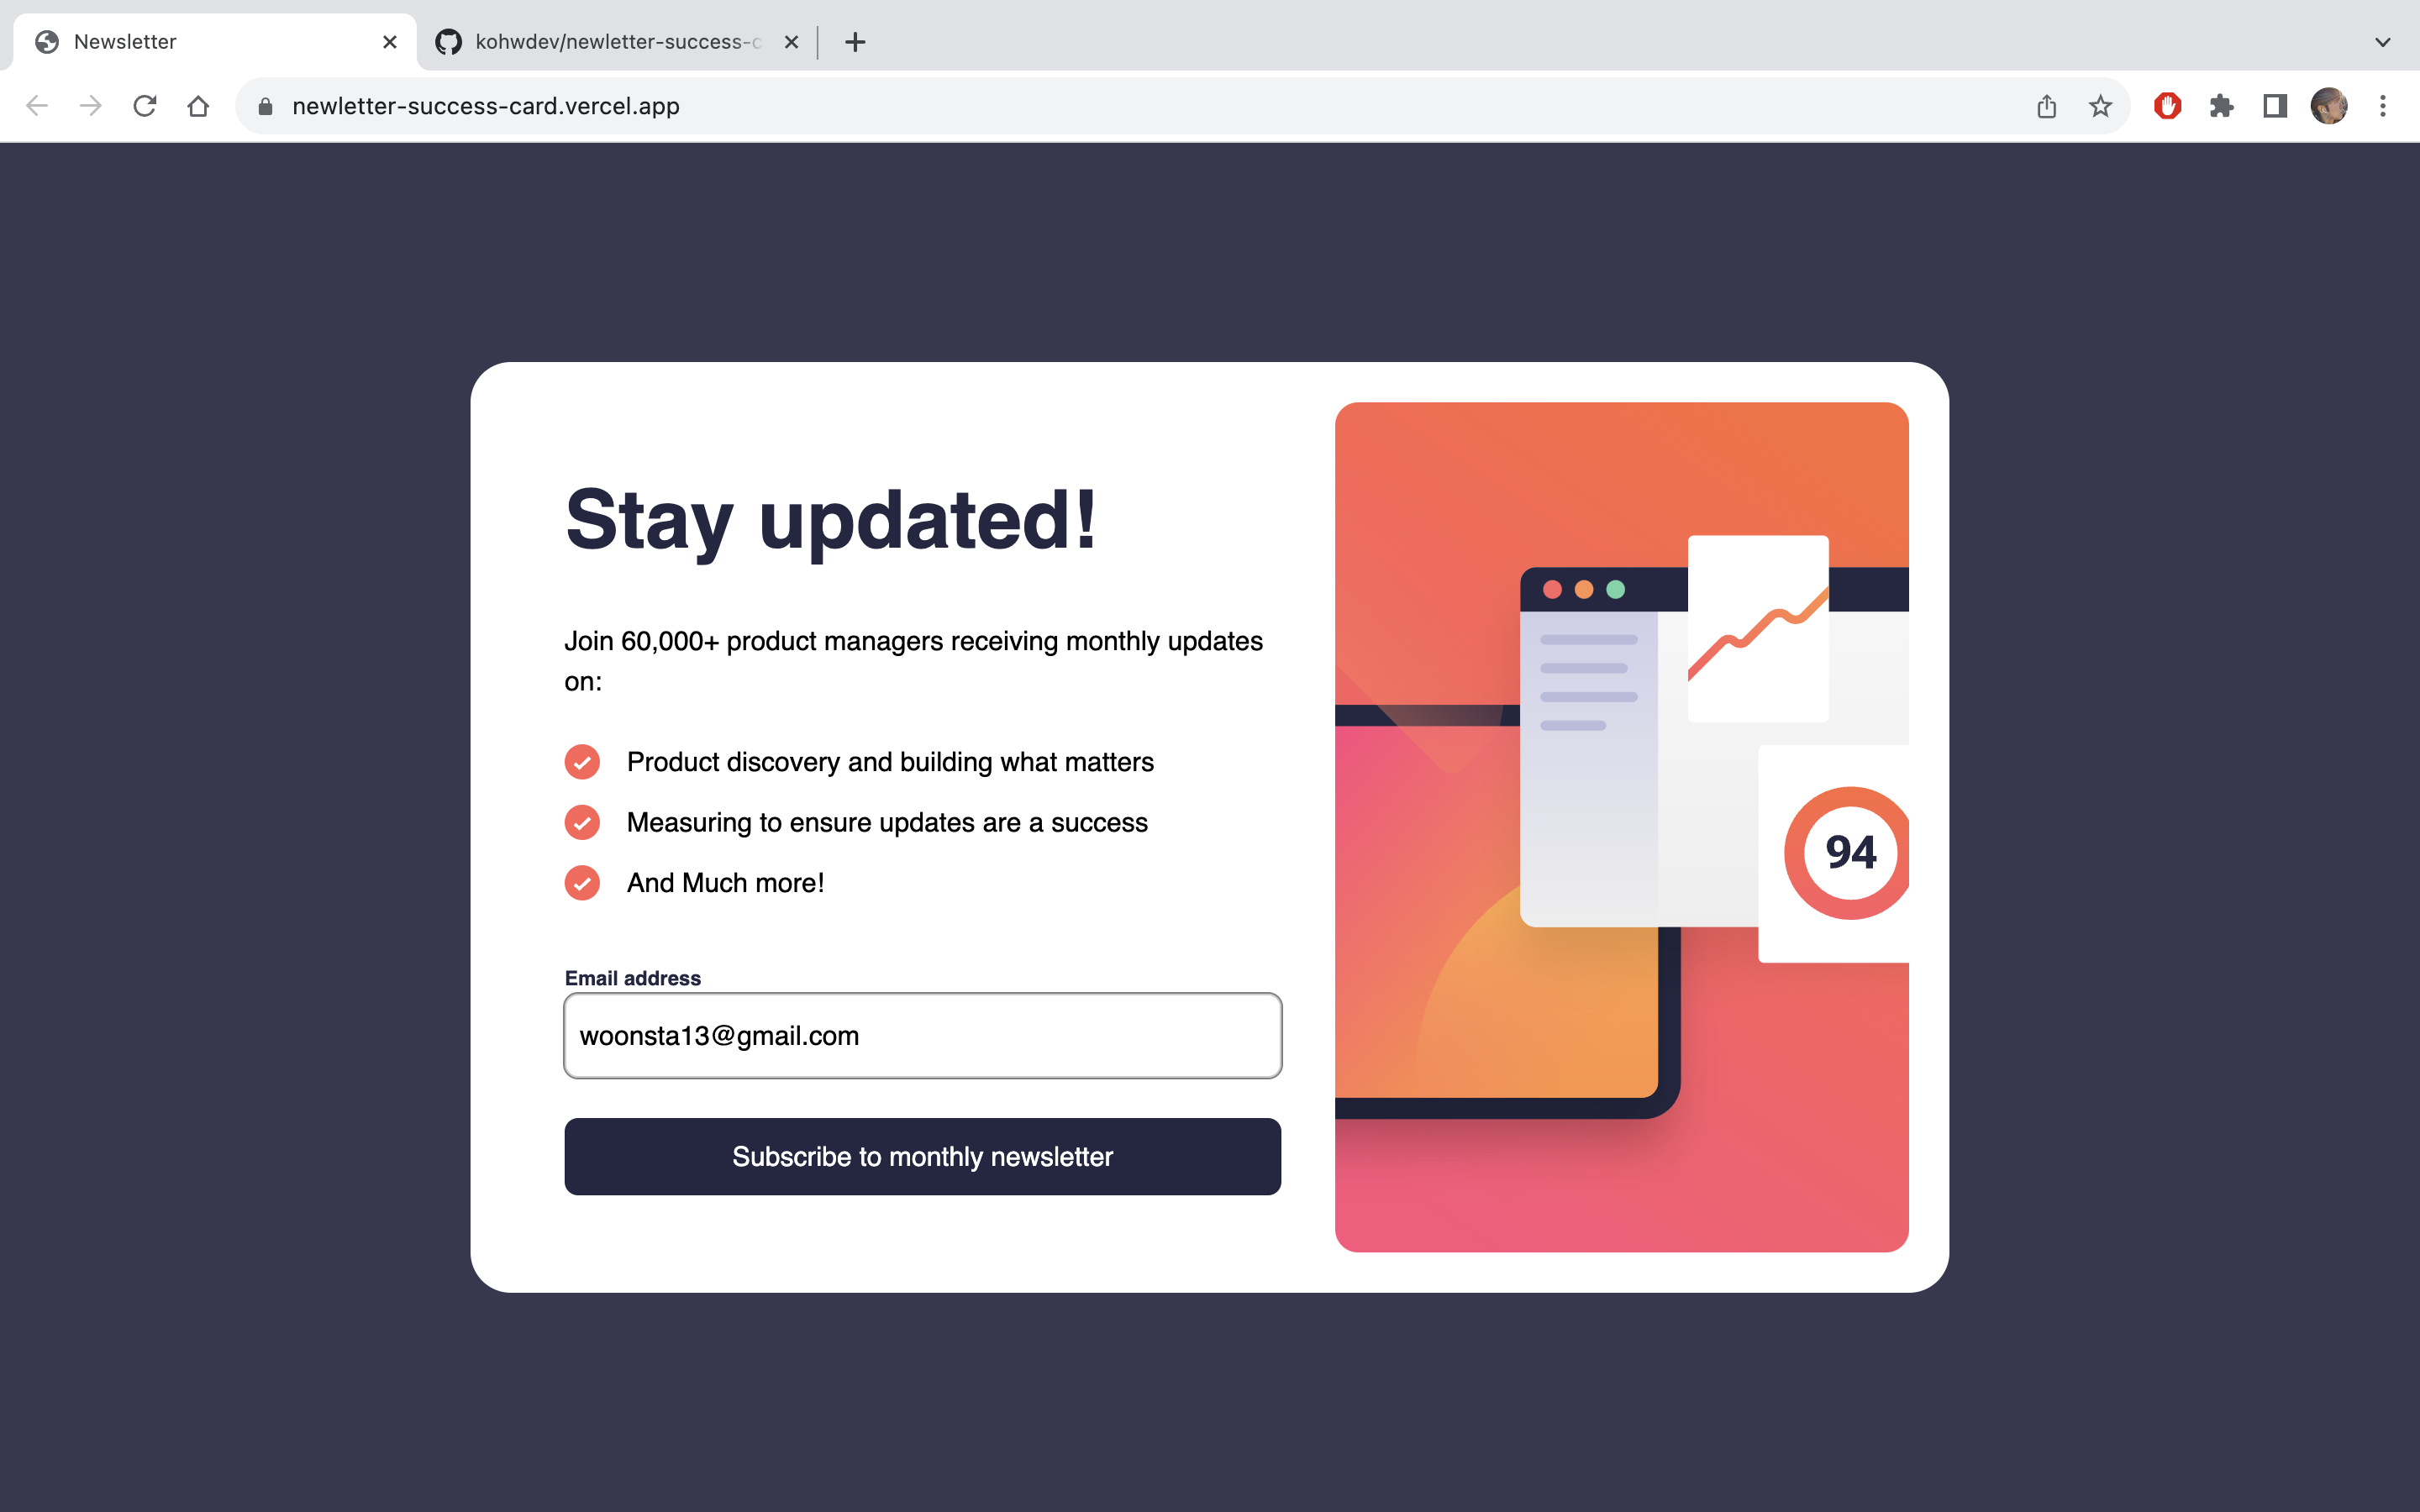 Newsletter
kohwdev/newletter-success-c
newletter-success-card.vercel.app
Stay updated!
Join 60,000+ product managers receiving monthly updates
on:
Product discovery and building what matters
Measuring to ensure updates are a success
And Much more!
Email address
woonsta13@gmail.com
Subscribe to monthly newsletter
94